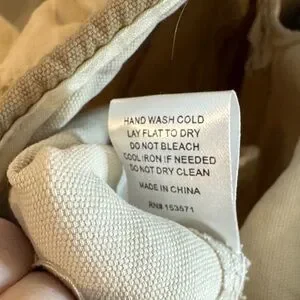 HAND WASH COLD
LAY FLAT TO DRY
DO NOT BLEACH
COOL IRON IF NEEDED
DO NOT DRY CLEAN
MADE IN CHINA
RN# 153571